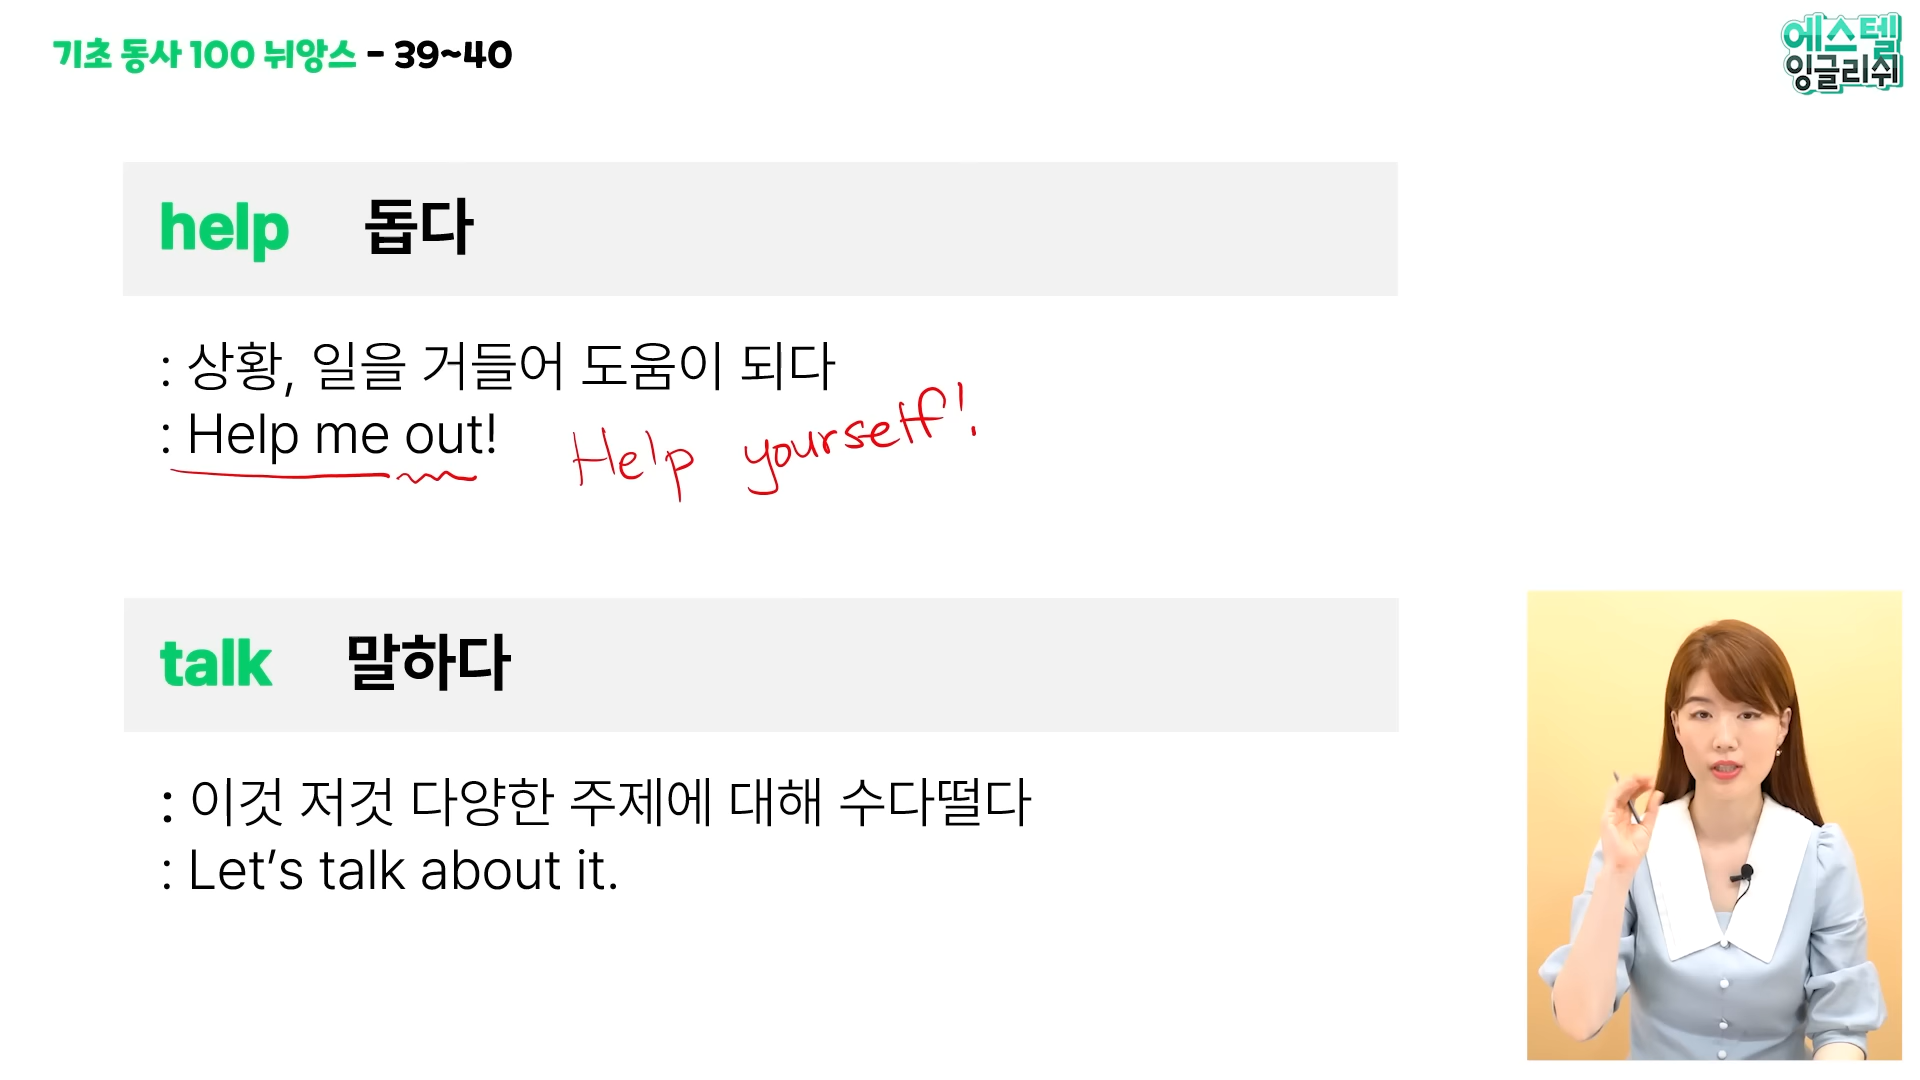 기초 동사 100 뉘앙스 - 39~40
에스텔
잉글리쉬
help 돕다
: 상황, 일을 거들어 도움이 되다
: Help me out!
Help yourself!
talk 말하다
: 이것 저것 다양한 주제에 대해 수다떨다
: Let’s talk about it.